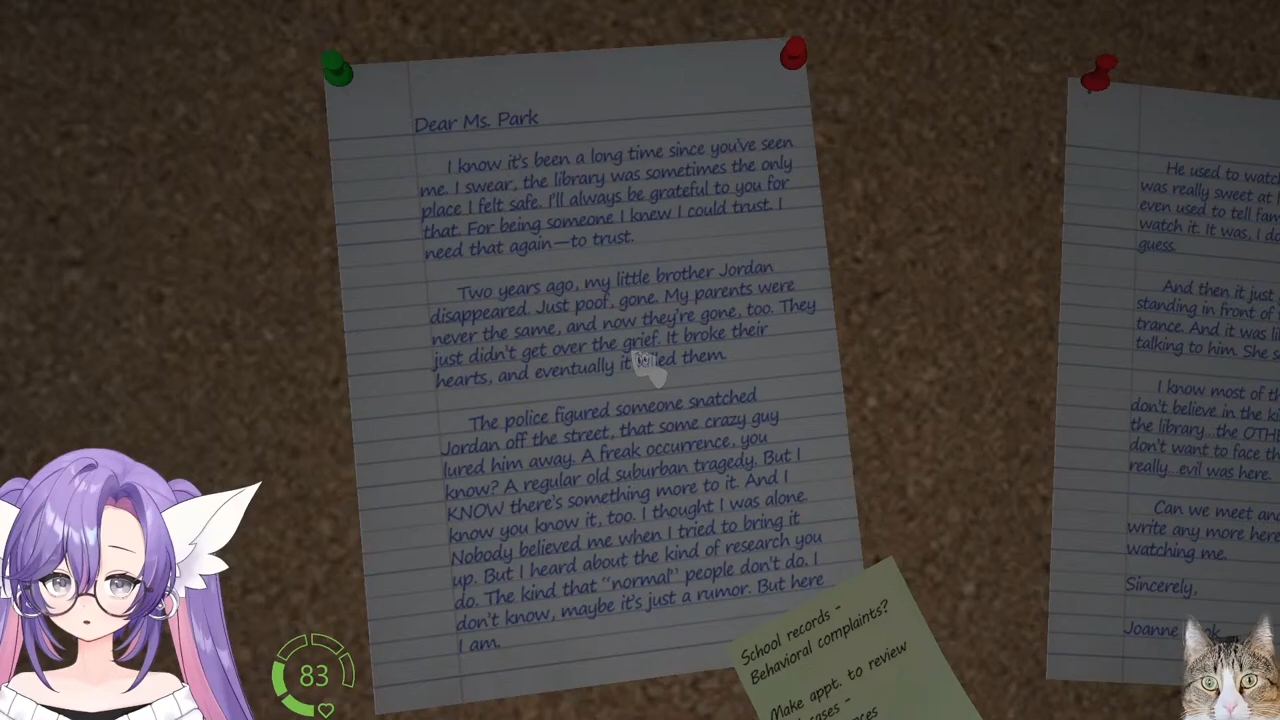 Dear Ms. Park
I know it's been a long time since you've seen
me. I swear, the library was sometimes the only
place I felt safe. I'll always be grateful to you for
that. For being someone I knew I could trust. I
need that again—to trust.
Two years ago, my little brother Jordan
disappeared. Just poof, gone. My parents were
never the same, and now they're gone, too. They
just didn't get over the grief. It broke their
hearts, and eventually it them.
The police figured someone snatched
Jordan off the street, that some crazy guy
lured him away. A freak occurrence, you
know? A regular old suburban tragedy. But I
KNOW there's something more to it. And I
know you know it, too. I thought I was alone.
Nobody believed me when I tried to bring it
up. But I heard about the kind of research you
do. The kind that "normal" people don't do. I
don't know, maybe it's just a rumor. But here
I am.
School records -
Behavioral complaints?
Make appt. to review
He used to watch
was really sweet at
even used to tell
watch it. It was, I
guess.
And then it just
standing in front of
trance. And it was
talking to him. She
I know most of
don't believe in the
the library...the
don't want to face
really...evil was here.
Can we meet
write any more here
watching me.
Sincerely,
Joanne
83